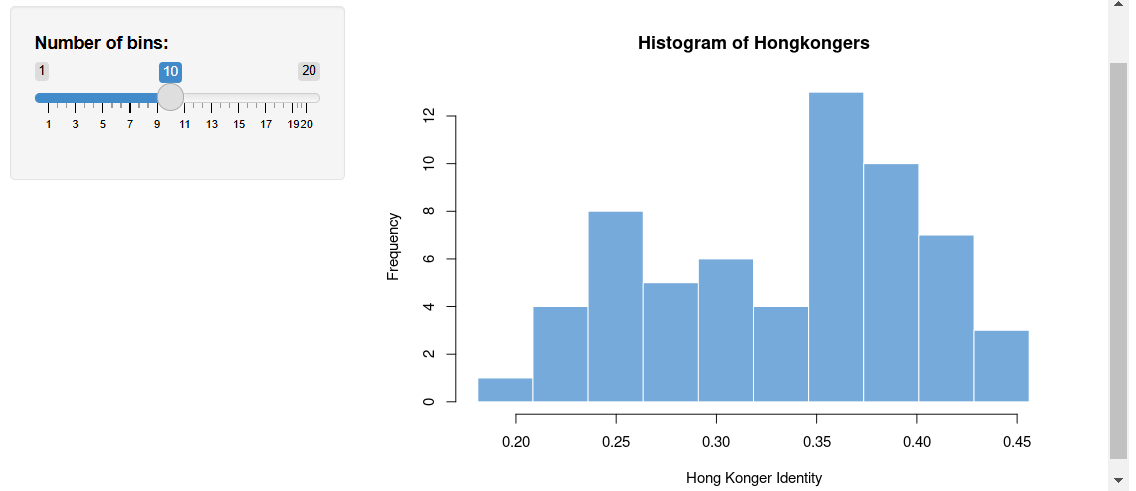 Number of bins:
1 10 20
1 3 5 7 9 11 13 15 17 19 20
Histogram of Hongkongers
Frequency
12
10
8
6
4
2
0
0.20 0.25 0.30 0.35 0.40 0.45
Hong Konger Identity